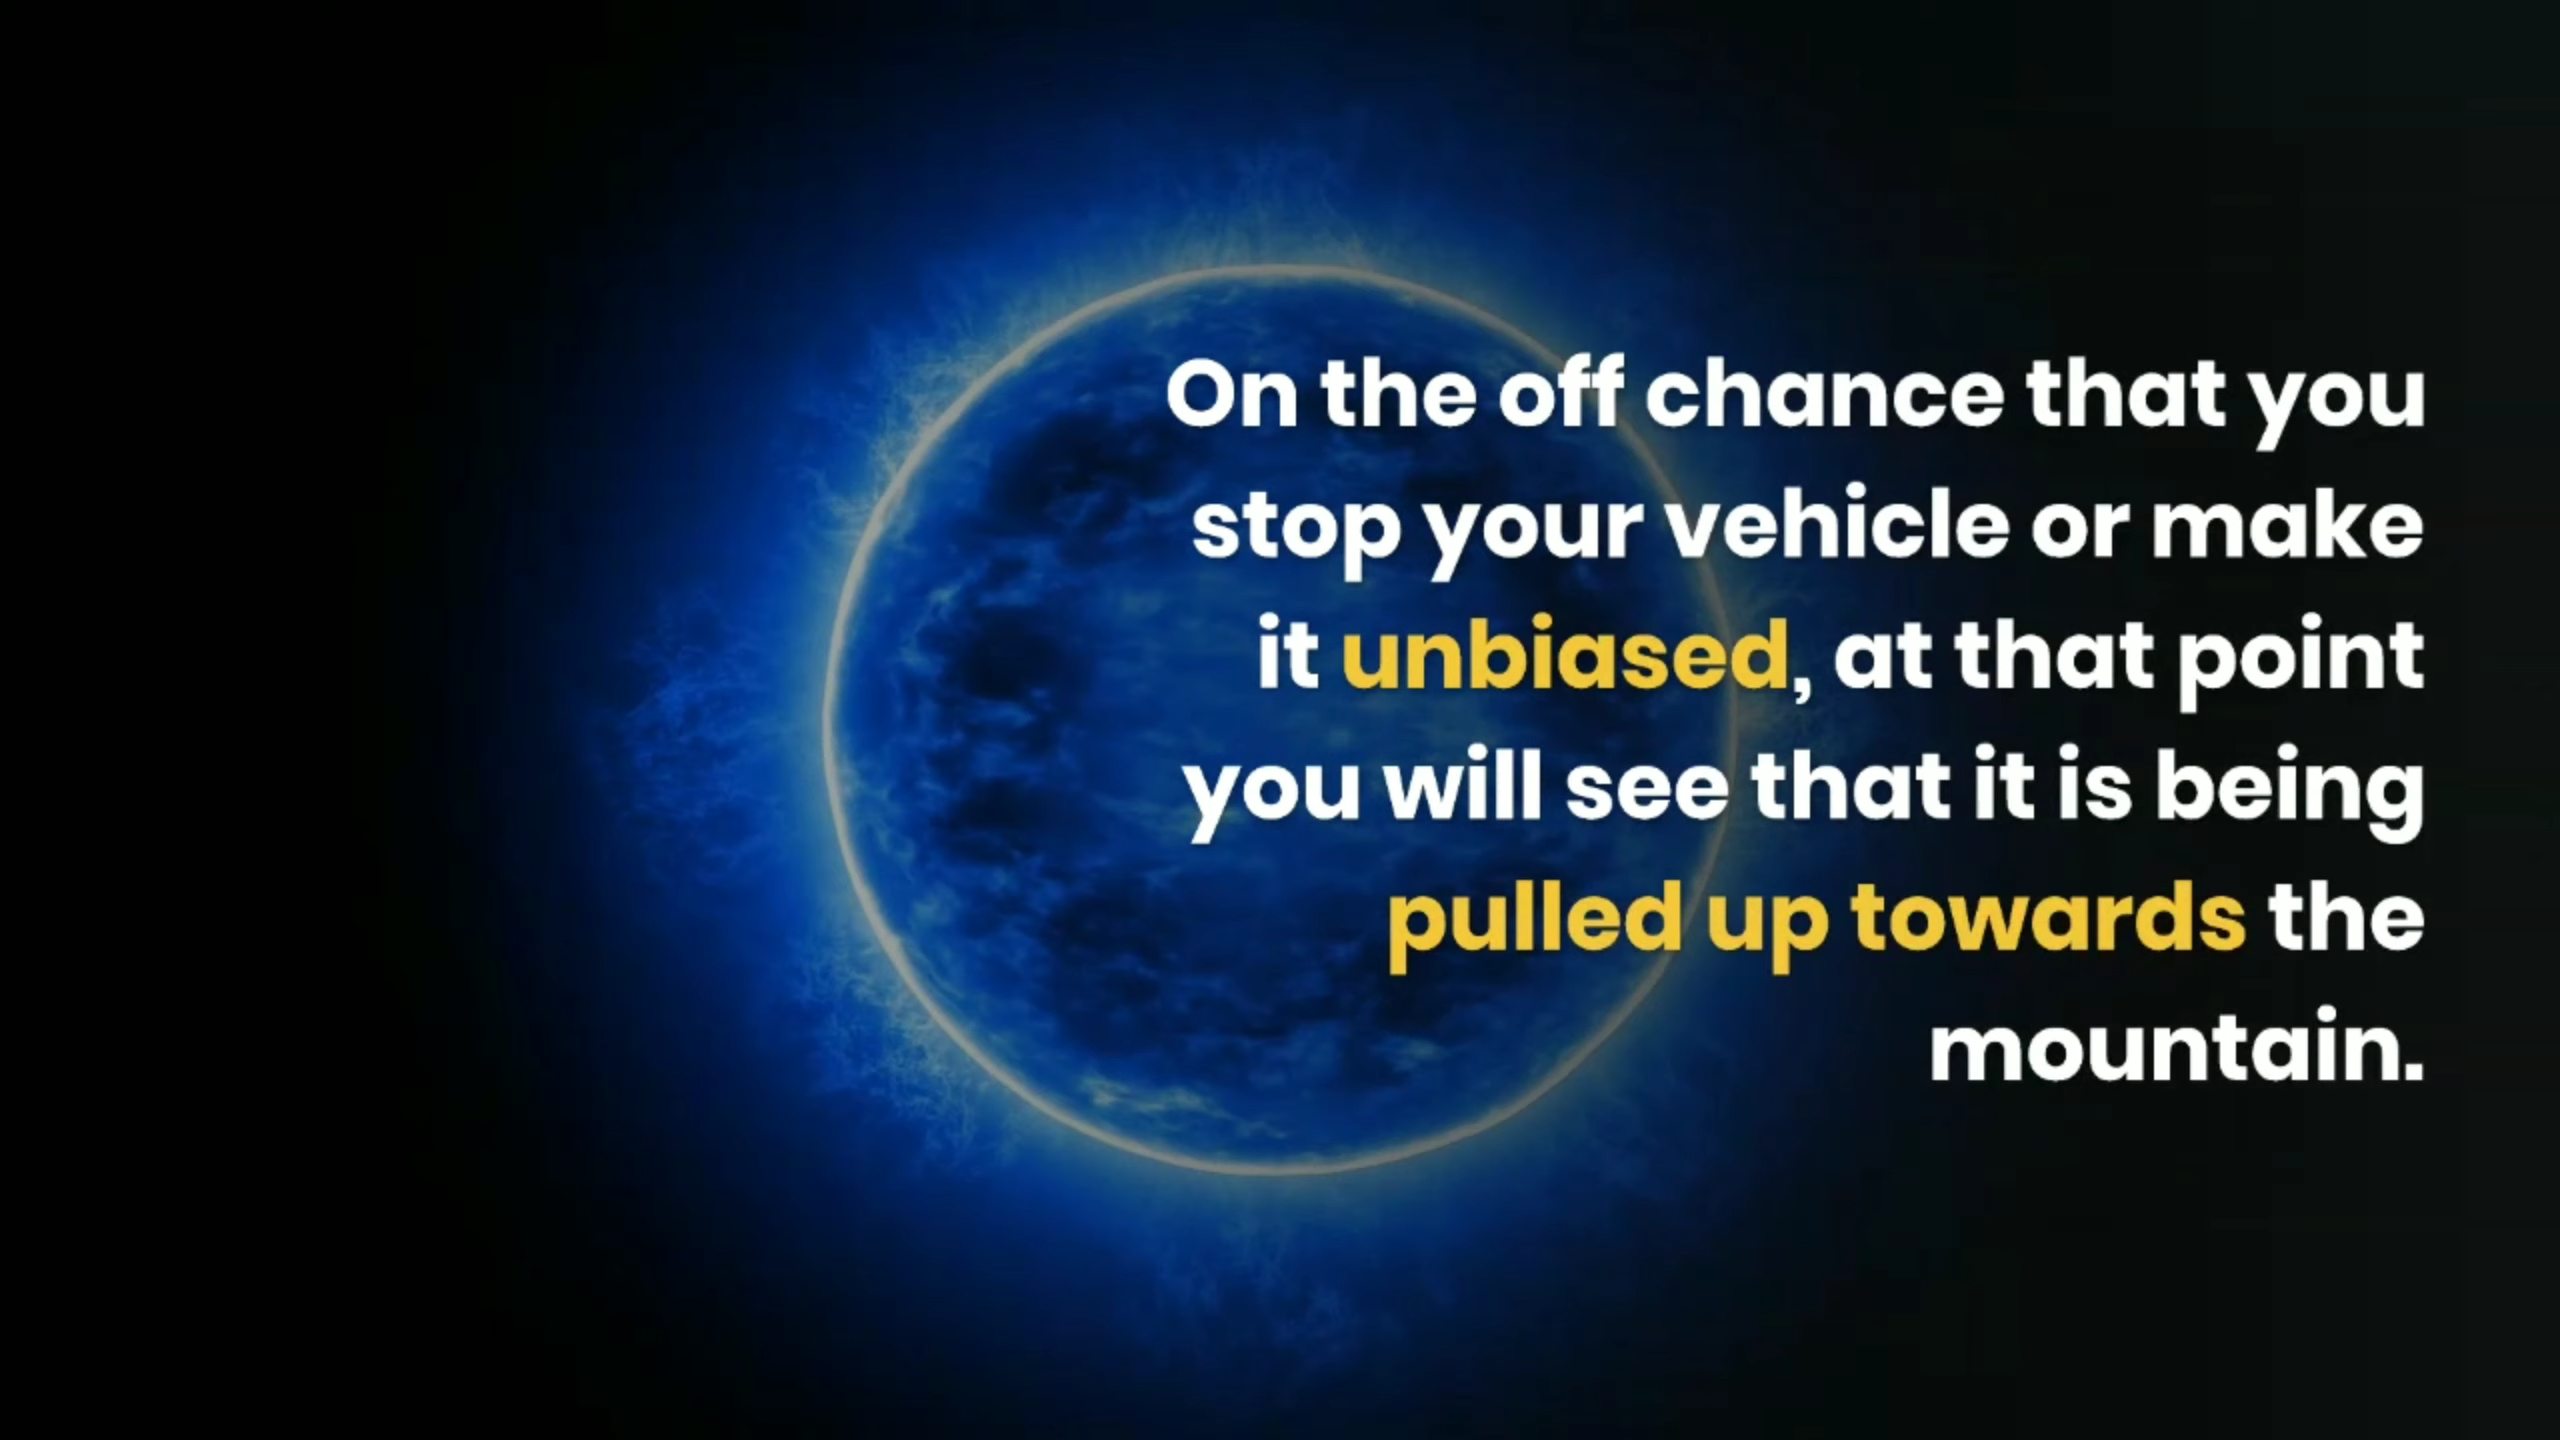 On the off chance that you
stop your vehicle or make
it unbiased, at that point
you will see that it is being
pulled up towards the
mountain.